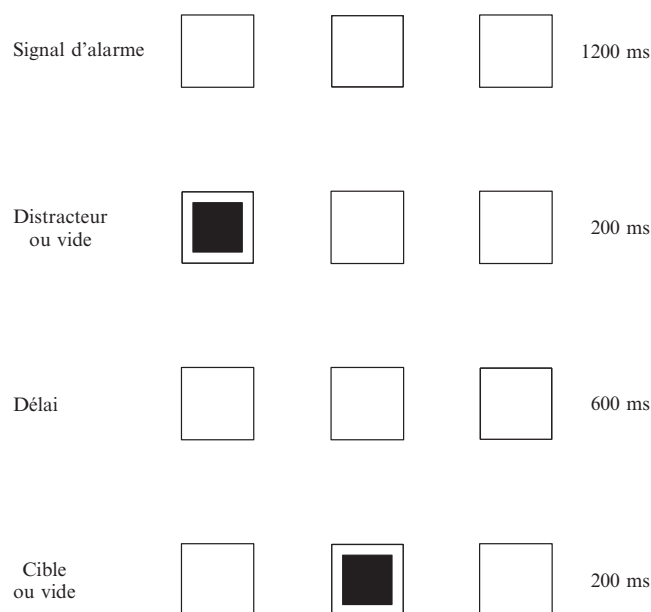 Signal d'alarme 1200 ms
Distracteur
ou vide 200 ms
Délai 600 ms
Cible
ou vide 200 ms